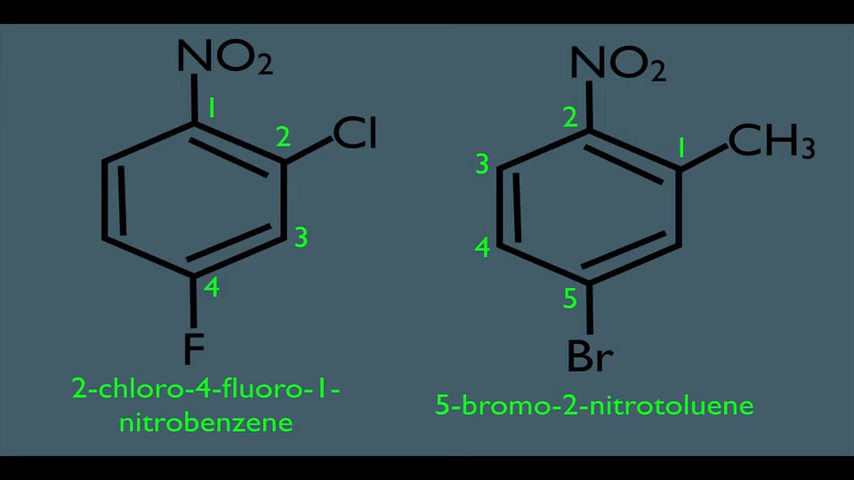 NO₂
1
2
Cl
3
4
F
2-chloro-4-fluoro-1-
nitrobenzene
NO₂
2
1
CH₃
3
4
5
Br
5-bromo-2-nitrotoluene